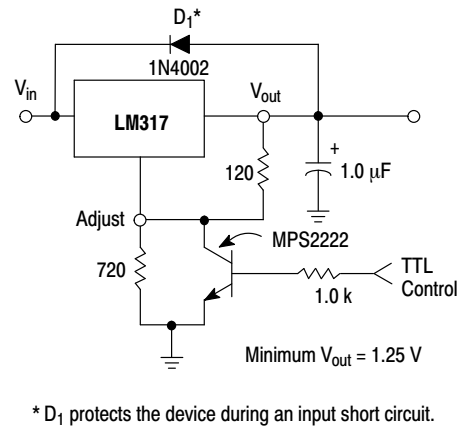 D1*
1N4002
Vin
Vout
LM317
+
120
1.0 μF
Adjust
MPS2222
720
TTL
Control
1.0 k
Minimum Vout = 1.25 V
* D1 protects the device during an input short circuit.